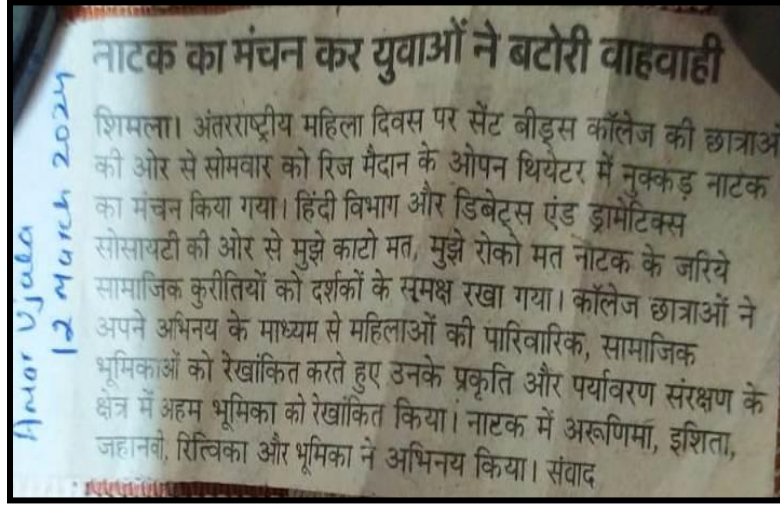 नाटक का मंचन कर युवाओं ने बटोरी वाहवाही
शिमला। अंतरराष्ट्रीय महिला दिवस पर सेंट बीड्स कॉलेज की छात्राओं
की ओर से सोमवार को रिज मैदान के ओपन थियेटर में नुक्कड़ नाटक
का मंचन किया गया। हिंदी विभाग और डिबेट्स एंड ड्रामेटिक्स
सोसायटी की ओर से मुझे काटो मत, मुझे रोको मत नाटक के जरिये
सामाजिक कुरीतियों को दर्शकों के समक्ष रखा गया। कॉलेज छात्राओं ने
अपने अभिनय के माध्यम से महिलाओं की पारिवारिक, सामाजिक
भूमिकाओं को रेखांकित करते हुए उनके प्रकृति और पर्यावरण संरक्षण के
क्षेत्र में अहम भूमिका को रेखांकित किया। नाटक में अरूणिमा, इशिता,
जहानवी, रित्विका और भूमिका ने अभिनय किया। संवाद
Amar Ujala
12 March 2024